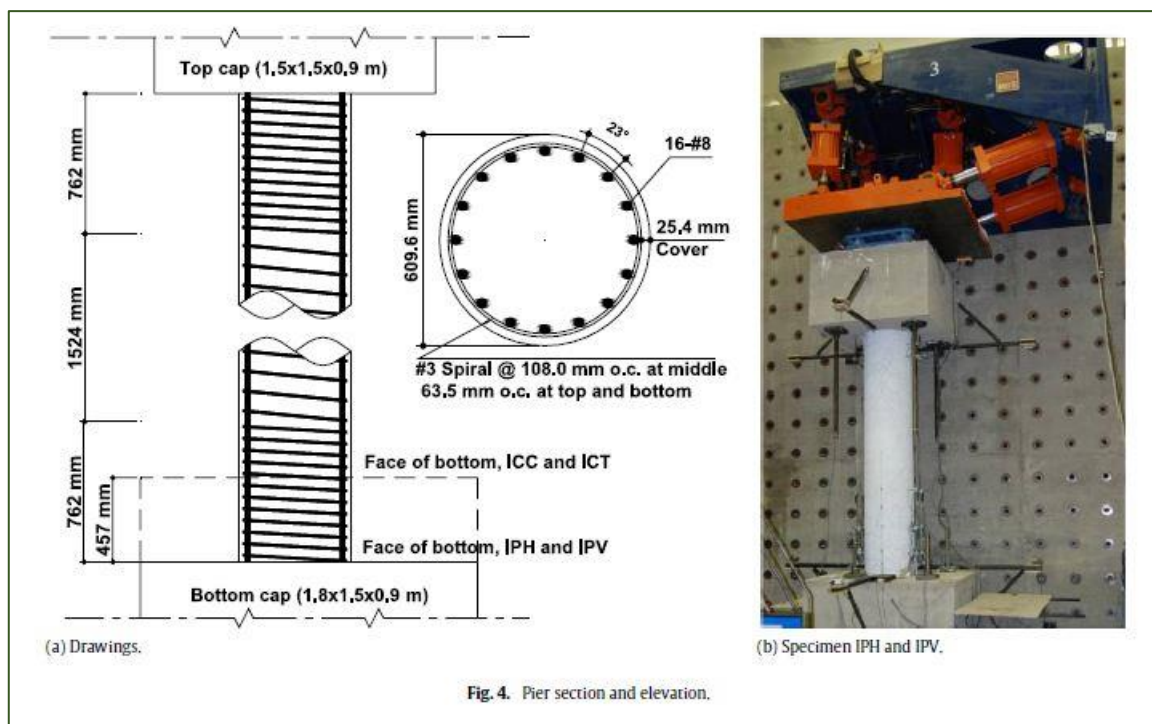 Top cap (1.5x1.5x0.9 m)
762 mm
1524 mm
762 mm
457 mm
609.6 mm
23°
16-#8
25.4 mm
Cover
#3 Spiral @ 108.0 mm o.c. at middle
63.5 mm o.c. at top and bottom
Face of bottom, ICC and ICT
Face of bottom, IPH and IPV
Bottom cap (1.8x1.5x0.9 m)
3
(a) Drawings.
(b) Specimen IPH and IPV.
Fig. 4. Pier section and elevation.